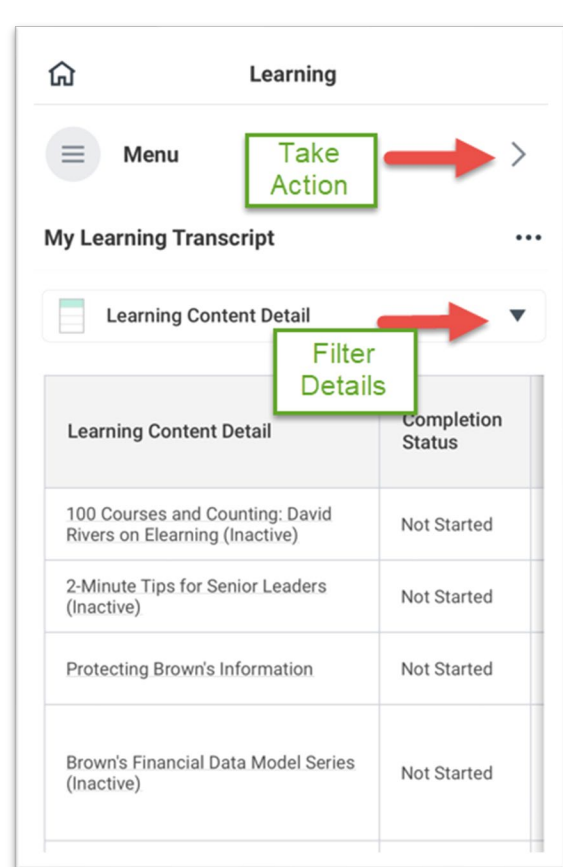 Learning
Menu
Take
Action
My Learning Transcript
Learning Content Detail
Filter
Details
Learning Content Detail
Completion
Status
100 Courses and Counting: David
Rivers on Elearning (Inactive)
Not Started
2-Minute Tips for Senior Leaders
(Inactive)
Not Started
Protecting Brown's Information
Not Started
Brown's Financial Data Model Series
(Inactive)
Not Started